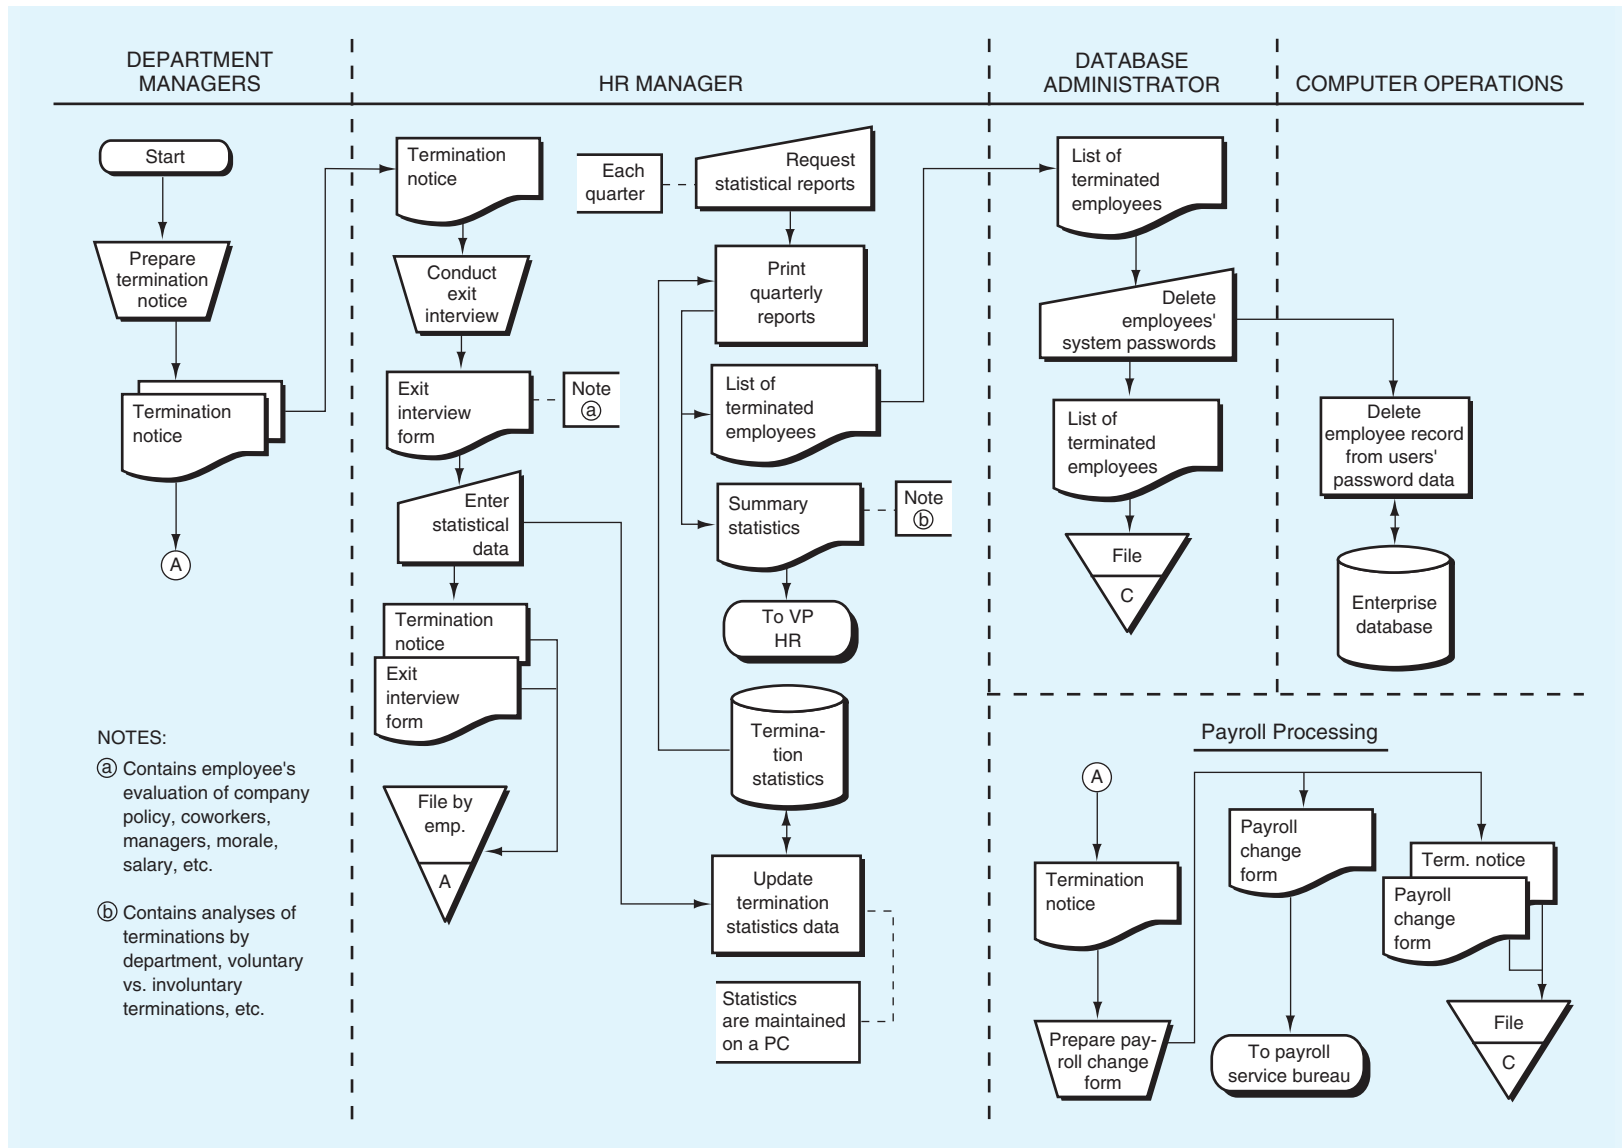 DEPARTMENT
MANAGERS
HR MANAGER
DATABASE
ADMINISTRATOR
COMPUTER OPERATIONS
Start
Prepare
termination
notice
Termination
notice
A
NOTES:
a Contains employee's
evaluation of company
policy, coworkers,
managers, morale,
salary, etc.
b Contains analyses of
terminations by
department, voluntary
vs. involuntary
terminations, etc.
Termination
notice
Conduct
exit
interview
Exit
interview
form
Note
a
Enter
statistical
data
Termination
notice
Exit
interview
form
File by
emp.
A
Each
quarter
Request
statistical reports
Print
quarterly
reports
List of
terminated
employees
Summary
statistics
Note
b
To VP
HR
Termina-
tion
statistics
Update
termination
statistics data
Statistics
are maintained
on a PC
List of
terminated
employees
Delete
employees'
system passwords
List of
terminated
employees
File
C
Delete
employee record
from users'
password data
Enterprise
database
Payroll Processing
A
Termination
notice
Prepare pay-
roll change
form
Payroll
change
form
To payroll
service bureau
Term. notice
Payroll
change
form
File
C